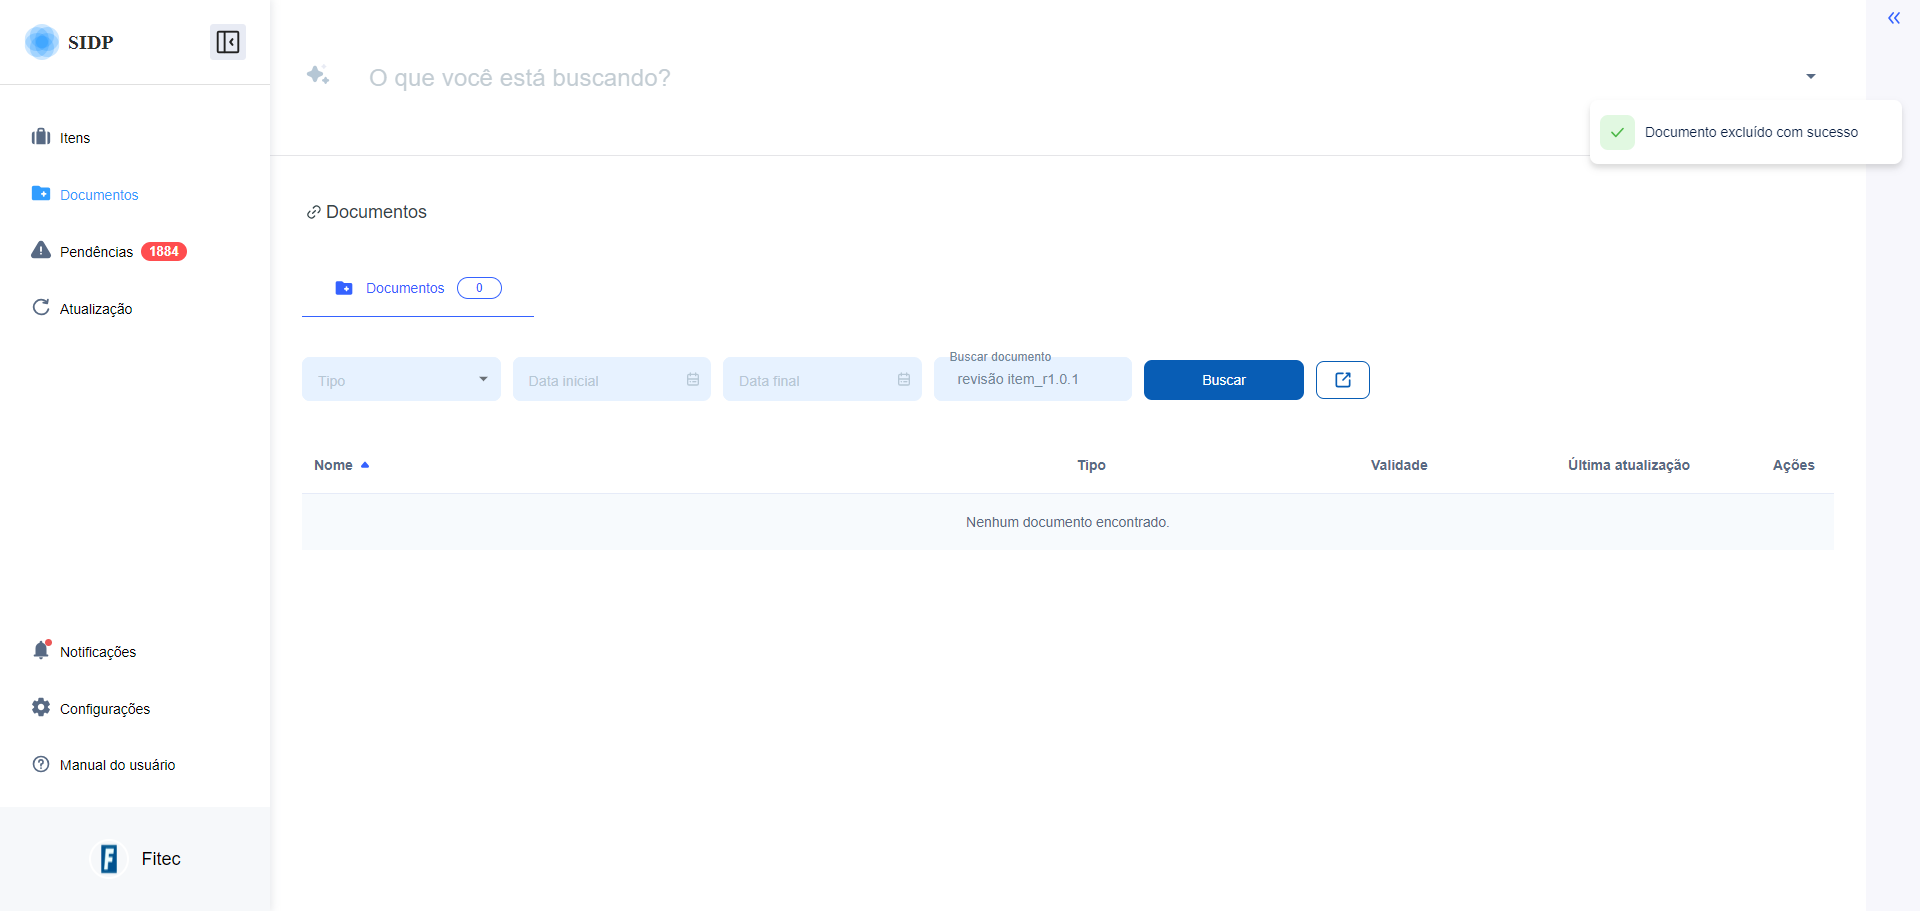 SIDP
O que você está buscando?
Documento excluído com sucesso
Itens
Documentos
Pendências 1884
Atualização
Documentos
Documentos 0
Tipo
Data inicial
Data final
Buscar documento
revisão item_r1.0.1
Buscar
Nome Tipo Validade Última atualização Ações
Nenhum documento encontrado.
Notificações
Configurações
Manual do usuário
F Fitec